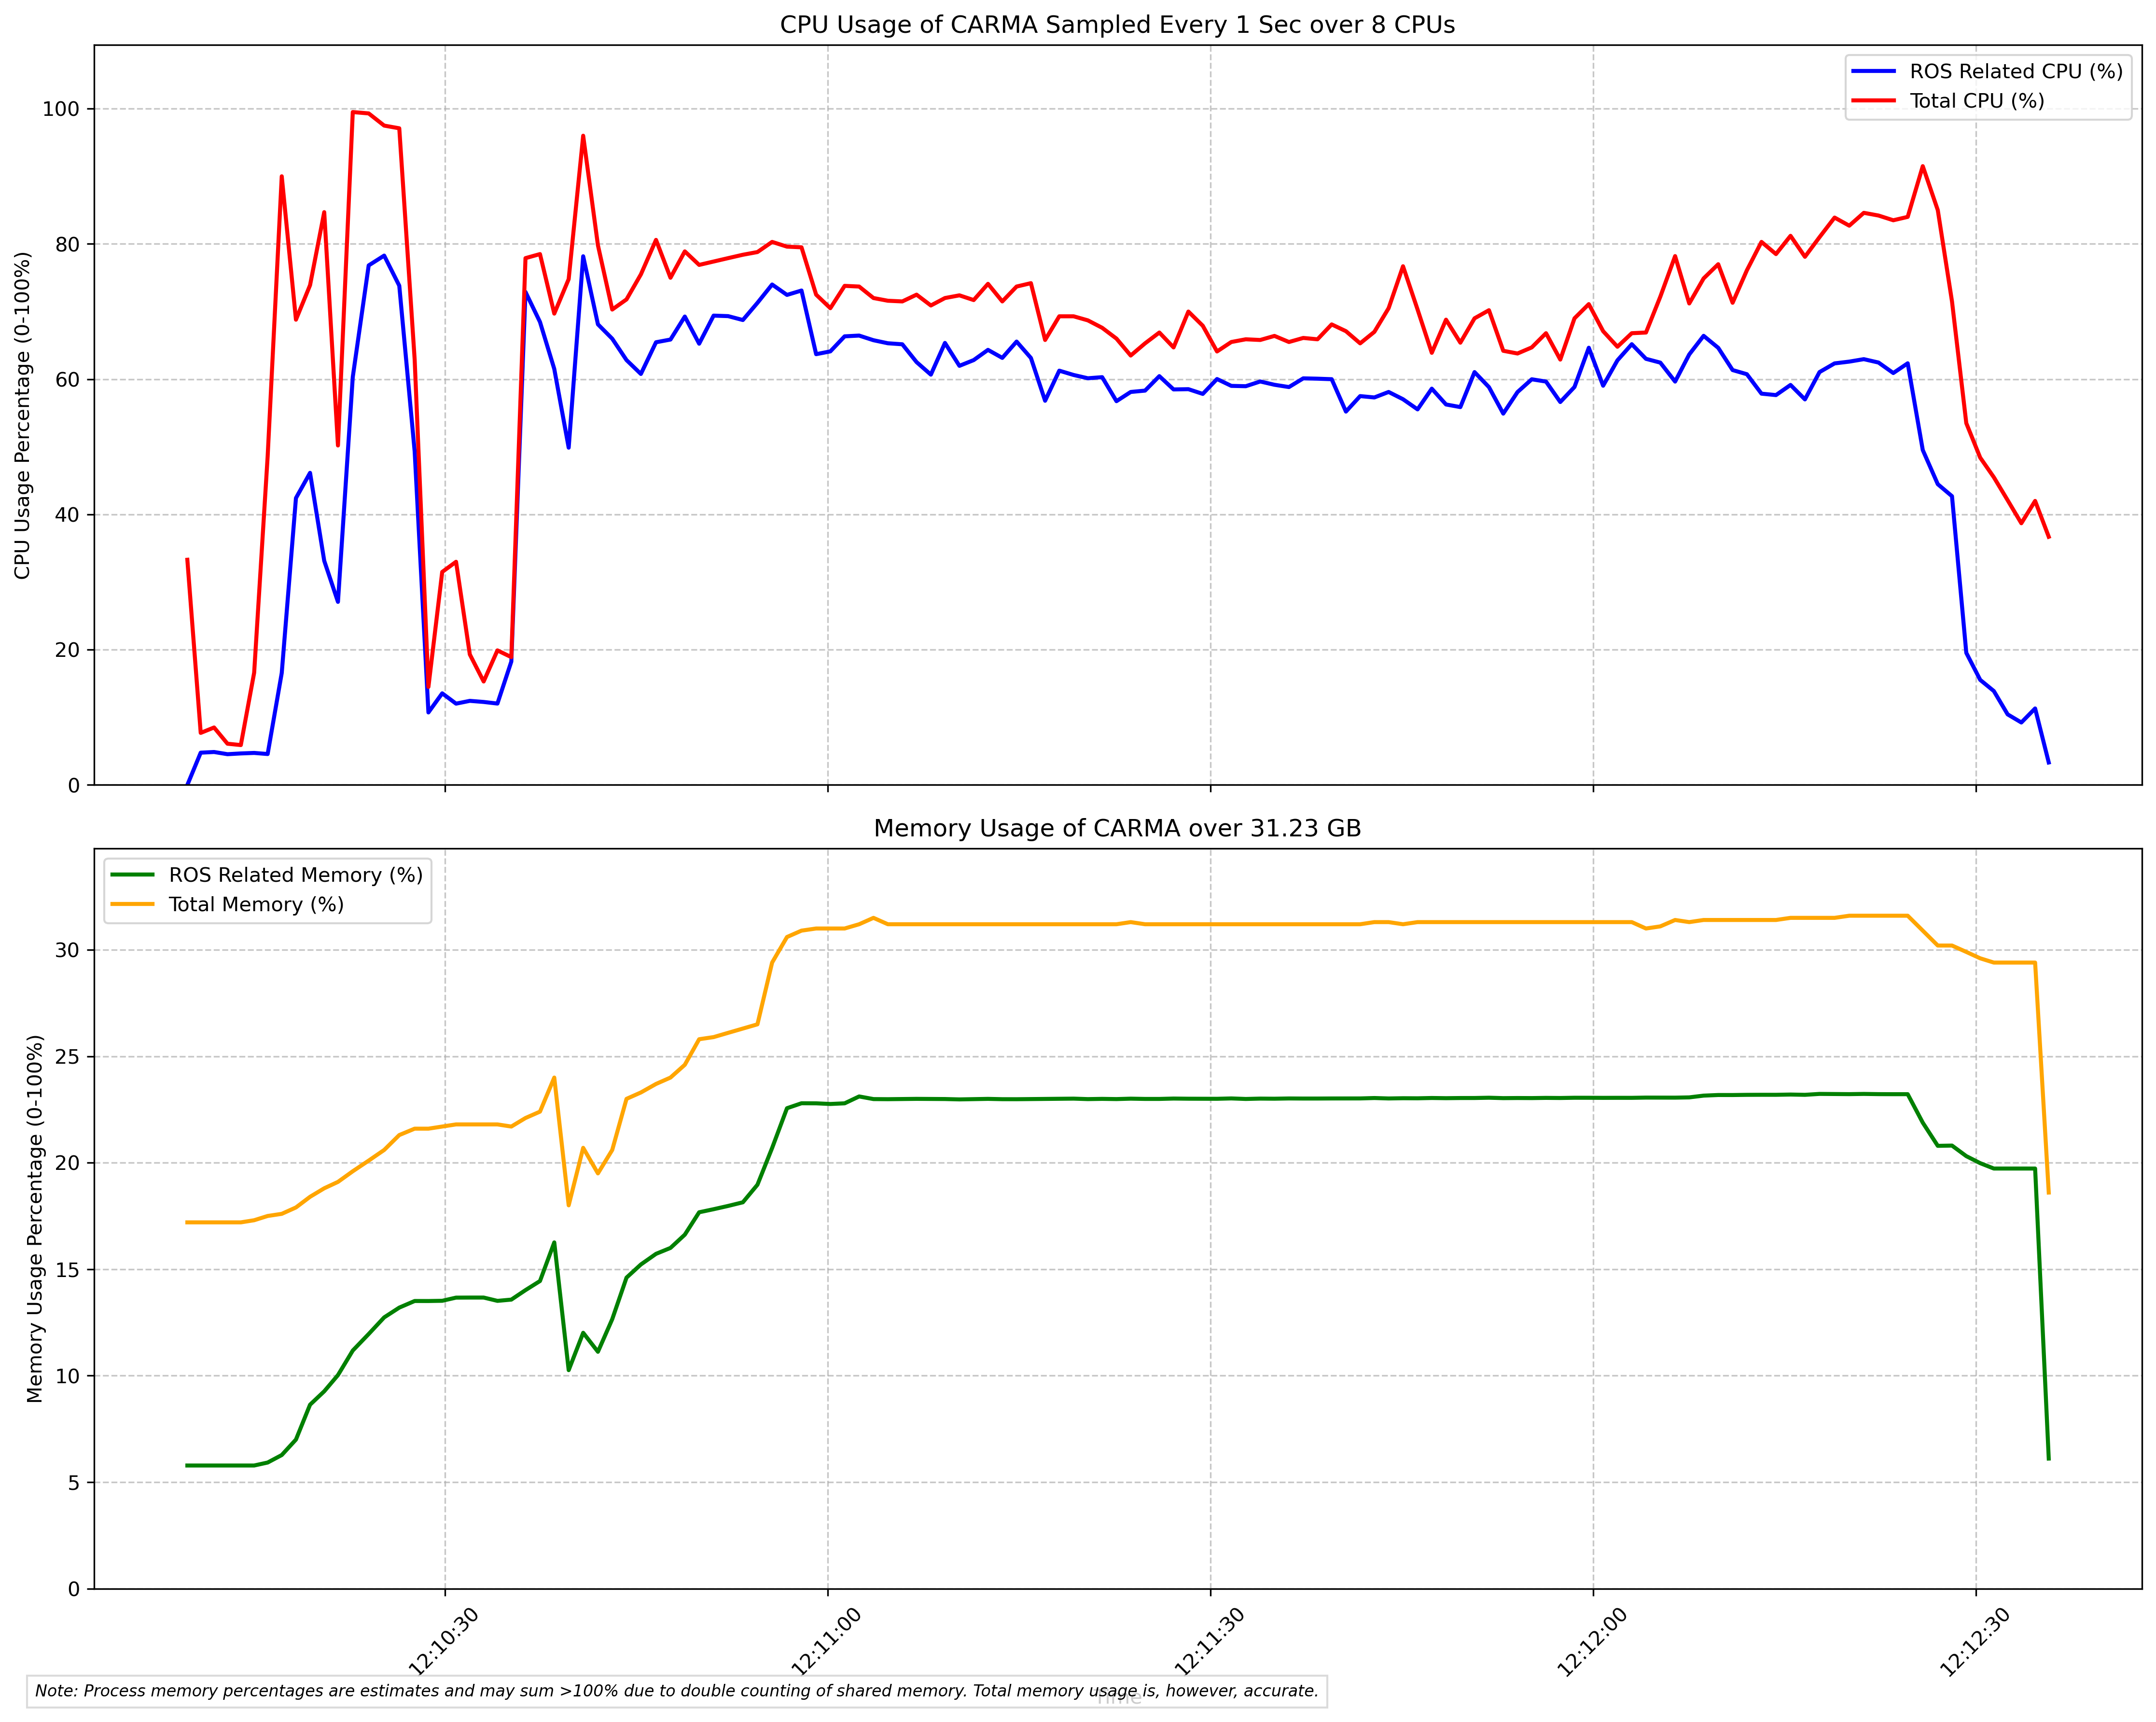 CPU Usage of CARMA Sampled Every 1 Sec over 8 CPUs
ROS Related CPU (%)
Total CPU (%)
CPU Usage Percentage (0-100%)
100
80
60
40
20
0
Memory Usage of CARMA over 31.23 GB
ROS Related Memory (%)
Total Memory (%)
Memory Usage Percentage (0-100%)
30
25
20
15
10
5
0
12:10:30
12:11:00
12:11:30
12:12:00
12:12:30
Time
Note: Process memory percentages are estimates and may sum >100% due to double counting of shared memory. Total memory usage is, however, accurate.